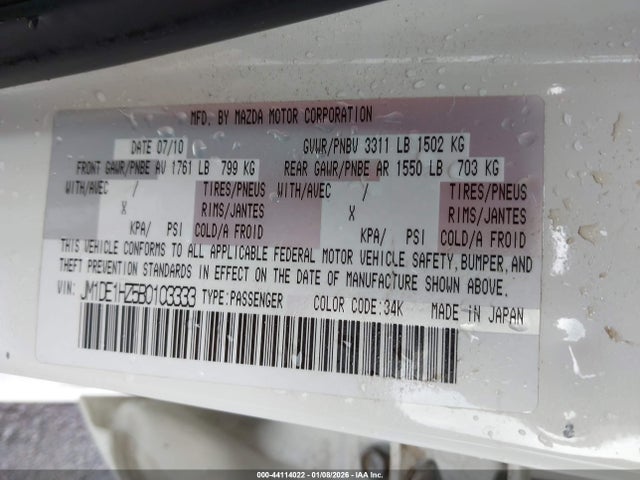 MFD. BY MAZDA MOTOR CORPORATION
DATE 07/10 GVWR/PNBV 3311 LB 1502 KG
FRONT GAWR/PNBE AV 1761 LB 799 KG REAR GAWR/PNBE AR 1550 LB 703 KG
WITH/AVEC / TIRES/PNEUS WITH/AVEC / TIRES/PNEUS
X RIMS/JANTES X RIMS/JANTES
KPA/ PSI COLD/A FROID KPA/ PSI COLD/A FROID
THIS VEHICLE CONFORMS TO ALL APPLICABLE FEDERAL MOTOR VEHICLE SAFETY, BUMPER, AND
THEFT PREVENTION STANDARDS IN EFFECT ON THE DATE OF MANUFACTURE SHOWN ABOVE.
VIN: JM1DE1HZ5B0103333 TYPE:PASSENGER COLOR CODE:34K MADE IN JAPAN
000-44114022 - 01/08/2026 - COPYRIGHT IAA